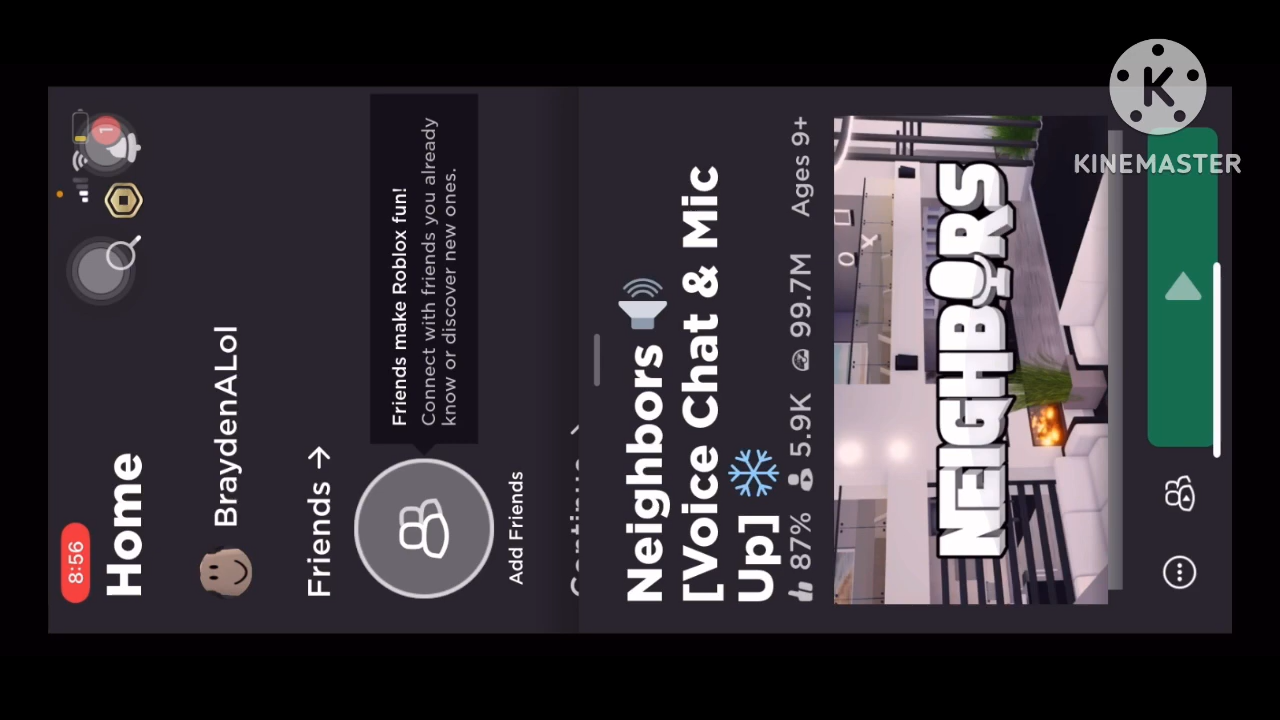 8:56
1
Home
BraydenALol
Friends →
Friends make Roblox fun!
Connect with friends you already
know or discover new ones.
Add Friends
Neighbors 🔊
[Voice Chat & Mic
Up] ❄️
87% 5.9K 99.7M Ages 9+
NEIGHBORS
K
KINEMASTER